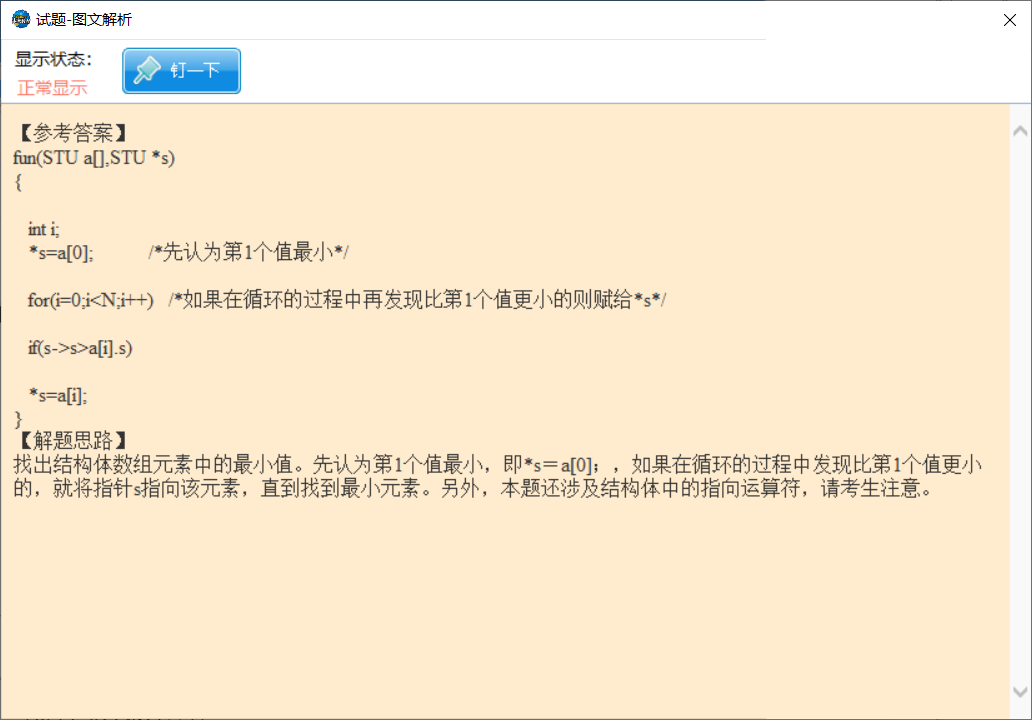 试题-图文解析
显示状态：
正常显示
钉一下
【参考答案】
fun(STU a[],STU *s)
{
int i;
*s=a[0]; /*先认为第1个值最小*/
for(i=0;i<N;i++) /*如果在循环的过程中再发现比第1个值更小的则赋给*s*/
if(s->s>a[i].s)
*s=a[i];
}
【解题思路】
找出结构体数组元素中的最小值。先认为第1个值最小，即*s＝a[0]；，如果在循环的过程中发现比第1个值更小
的，就将指针s指向该元素，直到找到最小元素。另外，本题还涉及结构体中的指向运算符，请考生注意。